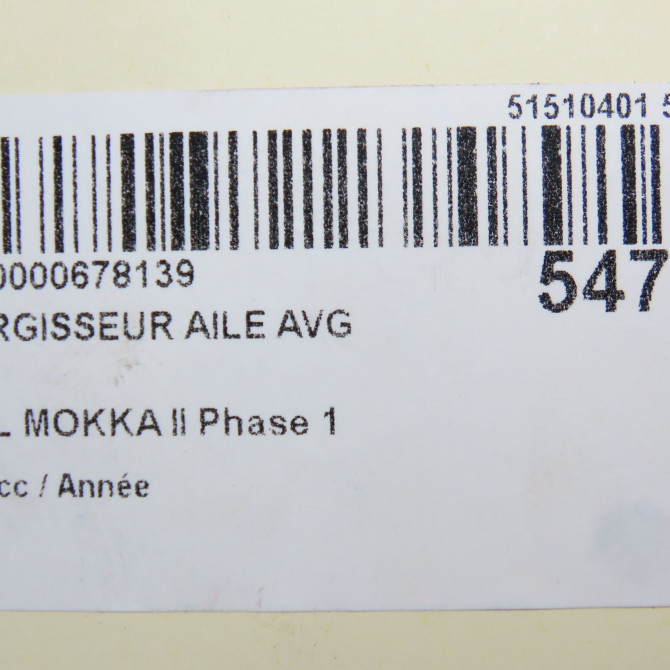 51510401 5
0000678139
547
RGISSEUR AILE AVG
L MOKKA II Phase 1
cc / Année